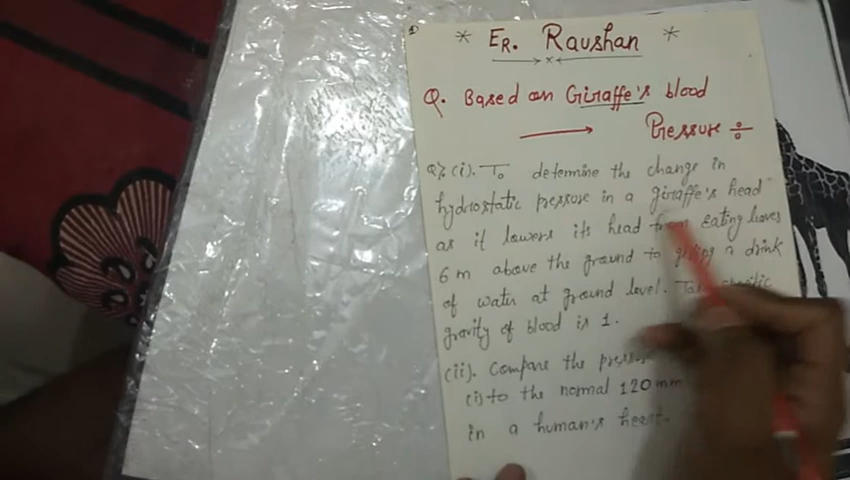 * ER. Raushan *
Q. Based on Giraffe's blood
Pressure ÷
Q⁒ (i). To determine the change in
hydrostatic pressure in a giraffe's head
as it lowers its head from eating leaves
6 m above the ground to getting a drink
of water at ground level. Take specific
gravity of blood is 1.
(ii). Compare the pressure
(i) to the normal 120 mm
in a human's heart.